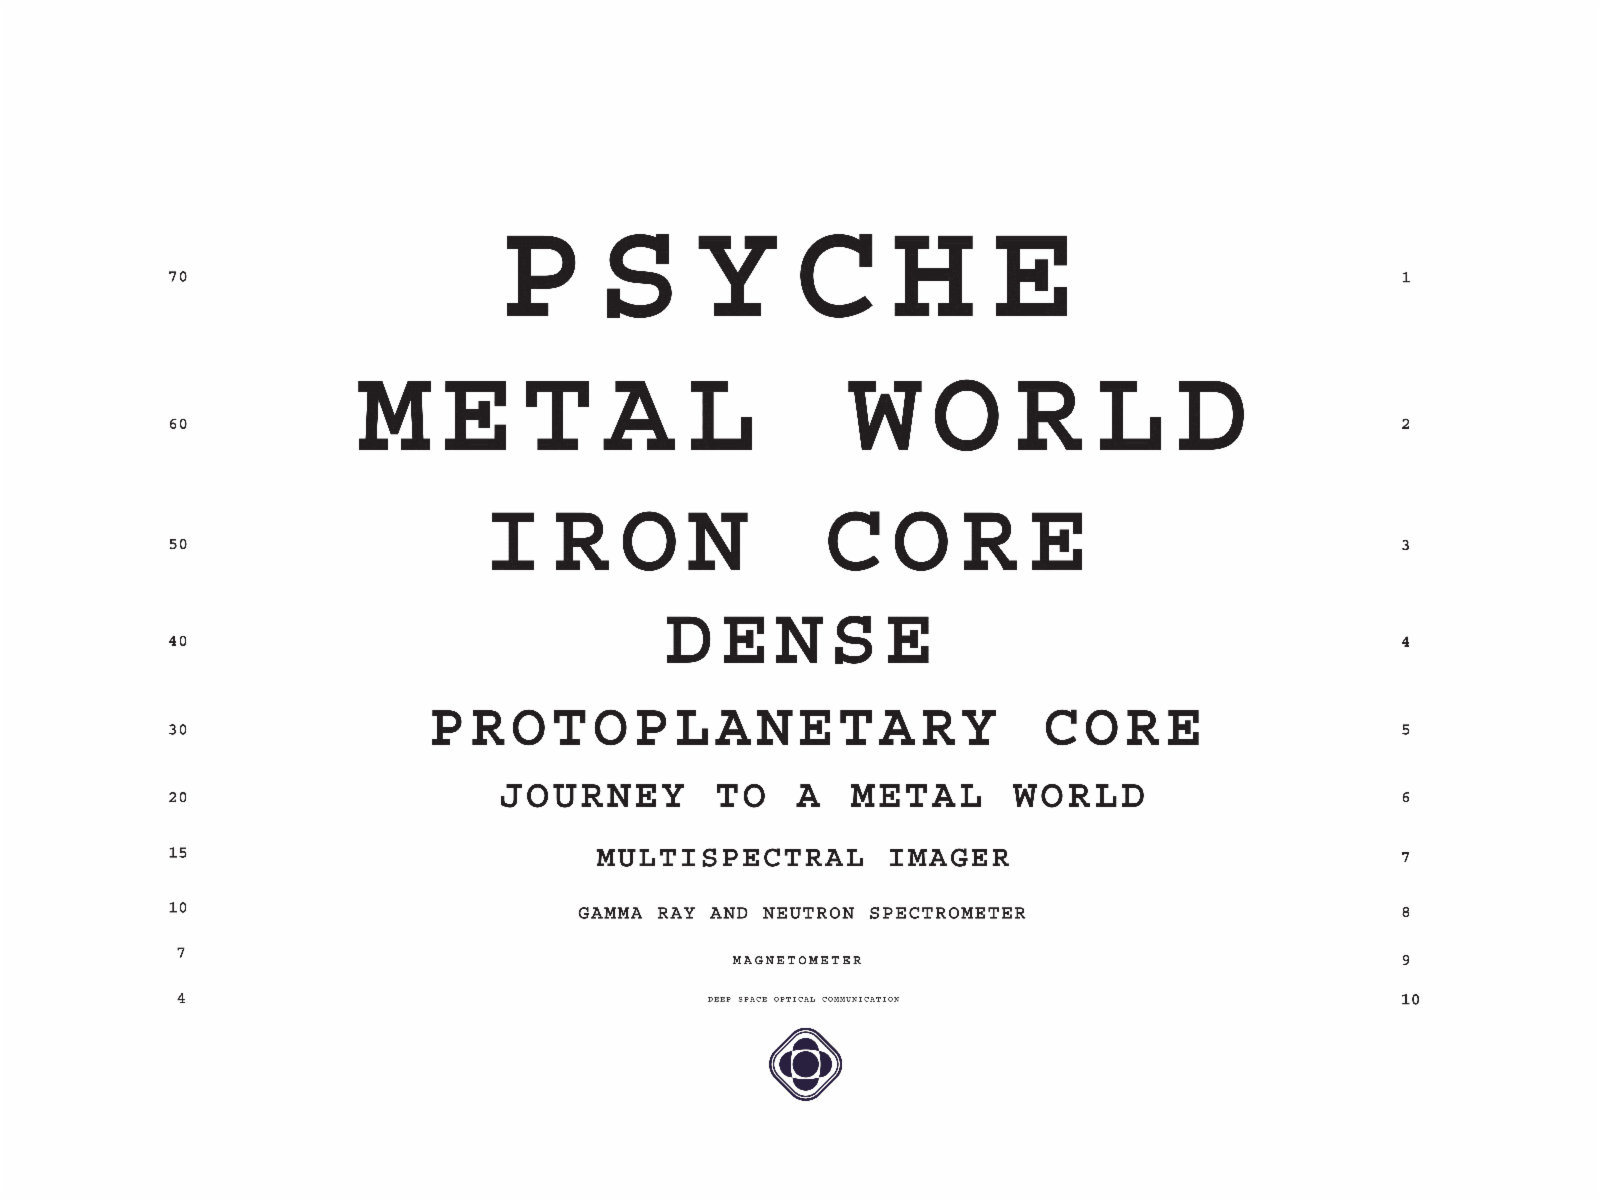 70 PSYCHE 1
60 METAL WORLD 2
50 IRON CORE 3
40 DENSE 4
30 PROTOPLANETARY CORE 5
20 JOURNEY TO A METAL WORLD 6
15 MULTISPECTRAL IMAGER 7
10 GAMMA RAY AND NEUTRON SPECTROMETER 8
7 MAGNETOMETER 9
4 DEEP SPACE OPTICAL COMMUNICATION 10